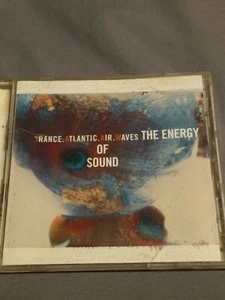 TRANCE.ATLANTIC.AIR.WAVES THE ENERGY
OF
SOUND